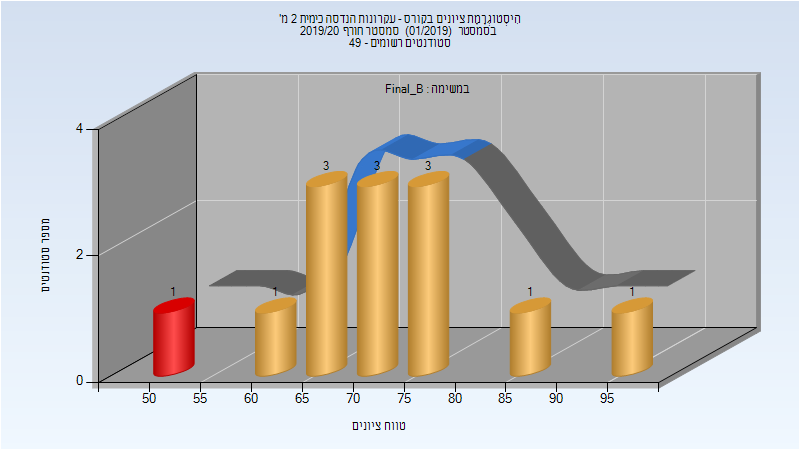 היסטוגרמת ציונים בקורס - עקרונות הנדסה כימית 2 מ'
בסמסטר (01/2019) סמסטר חורף 2019/20
סטודנטים רשומים - 49
במשימה : Final_B
מספר סטודנטים
4
2
0
1
1
3
3
3
1
1
50 55 60 65 70 75 80 85 90 95
טווח ציונים